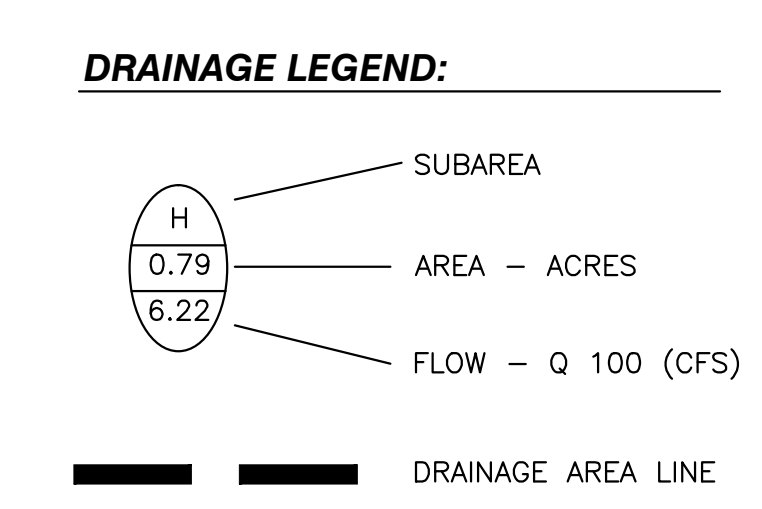 DRAINAGE LEGEND:
SUBAREA
H
0.79
AREA – ACRES
6.22
FLOW – Q 100 (CFS)
DRAINAGE AREA LINE